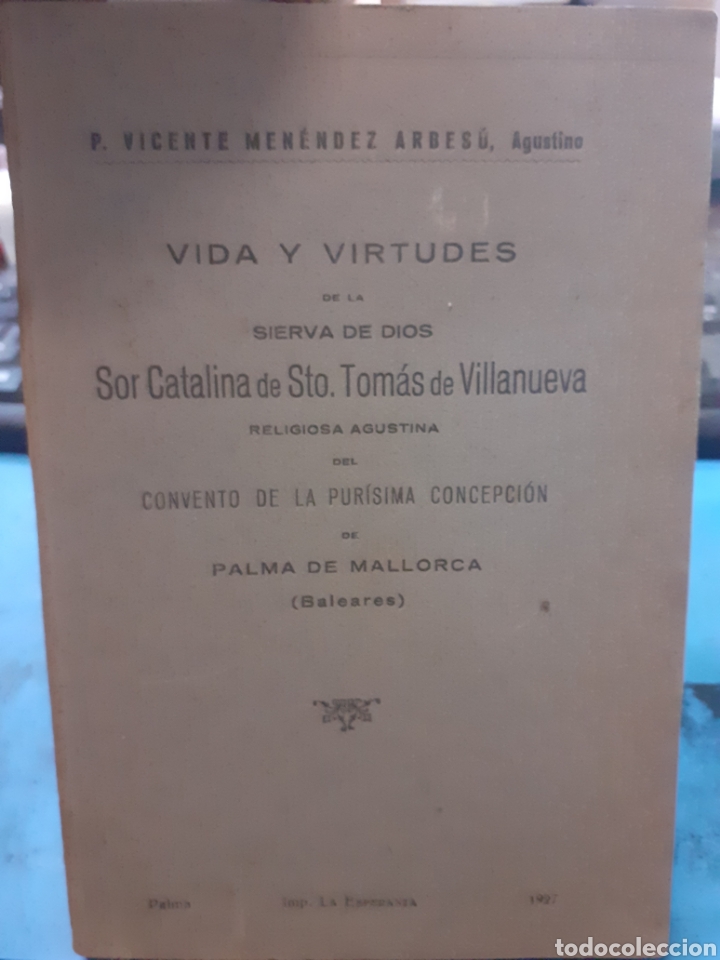 P. VICENTE MENÉNDEZ ARBESÚ, Agustino
VIDA Y VIRTUDES
DE LA
SIERVA DE DIOS
Sor Catalina de Sto. Tomás de Villanueva
RELIGIOSA AGUSTINA
DEL
CONVENTO DE LA PURÍSIMA CONCEPCIÓN
DE
PALMA DE MALLORCA
(Baleares)
Palma Imp. LA ESPERANZA 1927
todocoleccion